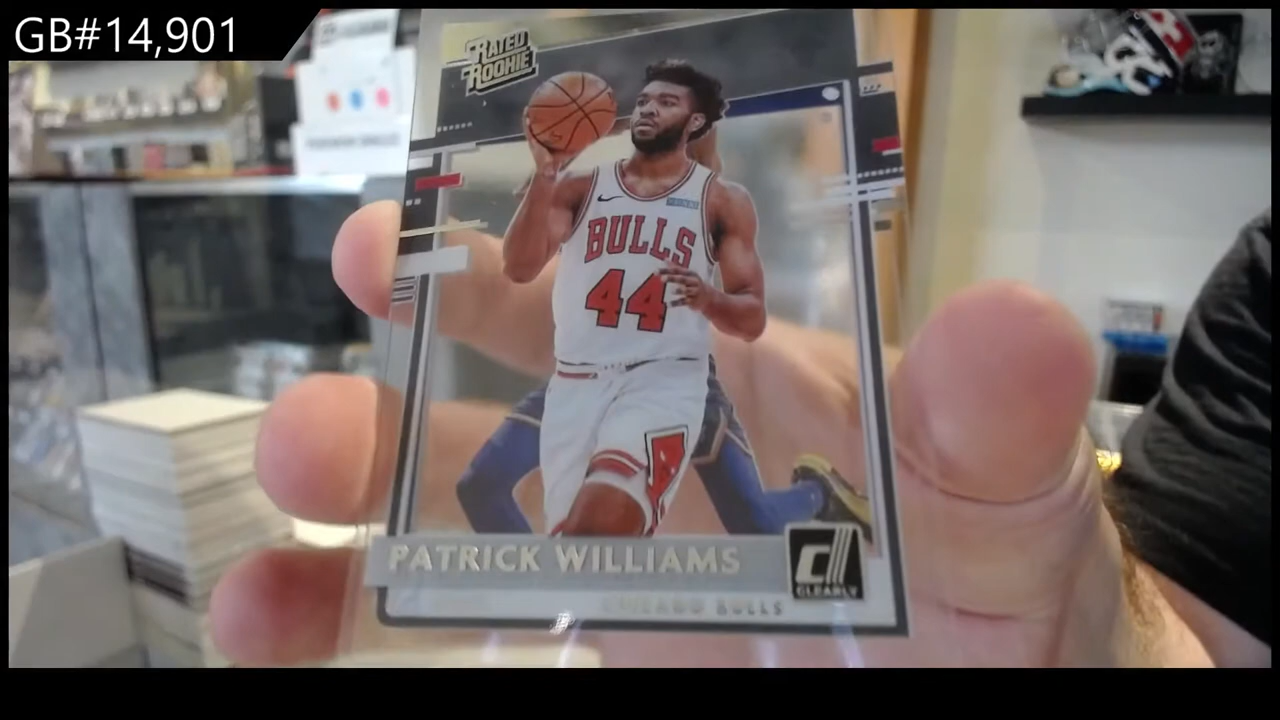 GB#14,901
RATED
ROOKIE
BULLS
44
PATRICK WILLIAMS
CLEARLY
CHICAGO BULLS